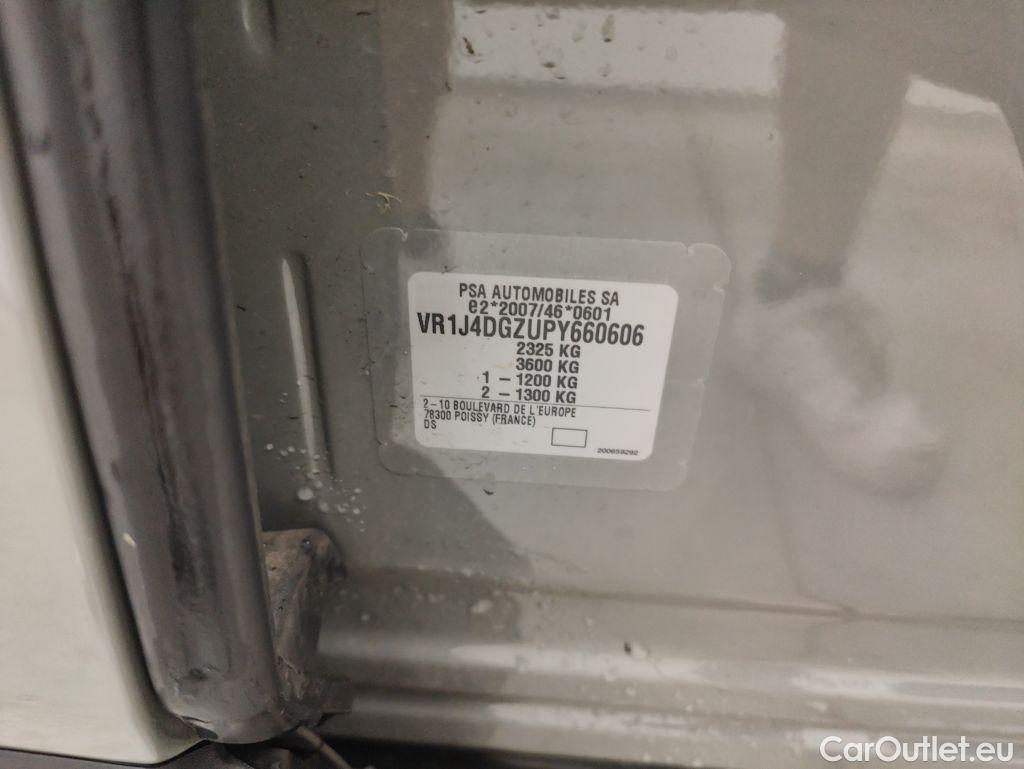 PSA AUTOMOBILES SA
e2*2007/46*0601
VR1J4DGZUPY660606
2325 KG
3600 KG
1 - 1200 KG
2 - 1300 KG
2 - 10 BOULEVARD DE L'EUROPE
78300 POISSY (FRANCE)
DS
200659292
CarOutlet.eu